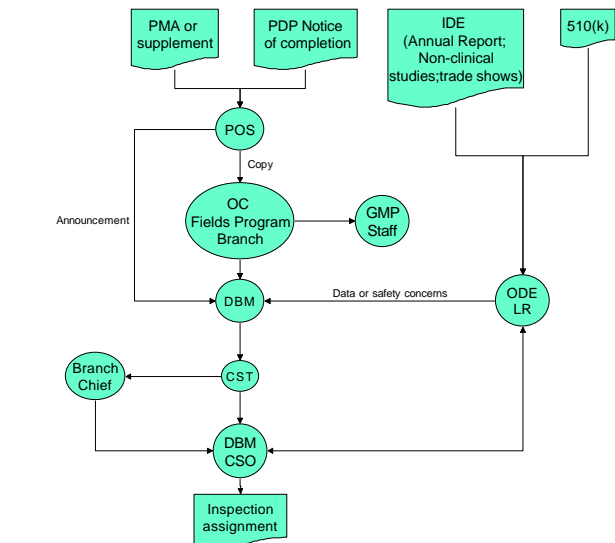 PMA or
supplement
PDP Notice
of completion
IDE
(Annual Report;
Non-clinical
studies;trade shows)
510(k)
POS
Copy
Announcement
OC
Fields Program
Branch
GMP
Staff
DBM
Data or safety concerns
ODE
LR
Branch
Chief
CST
DBM
CSO
Inspection
assignment